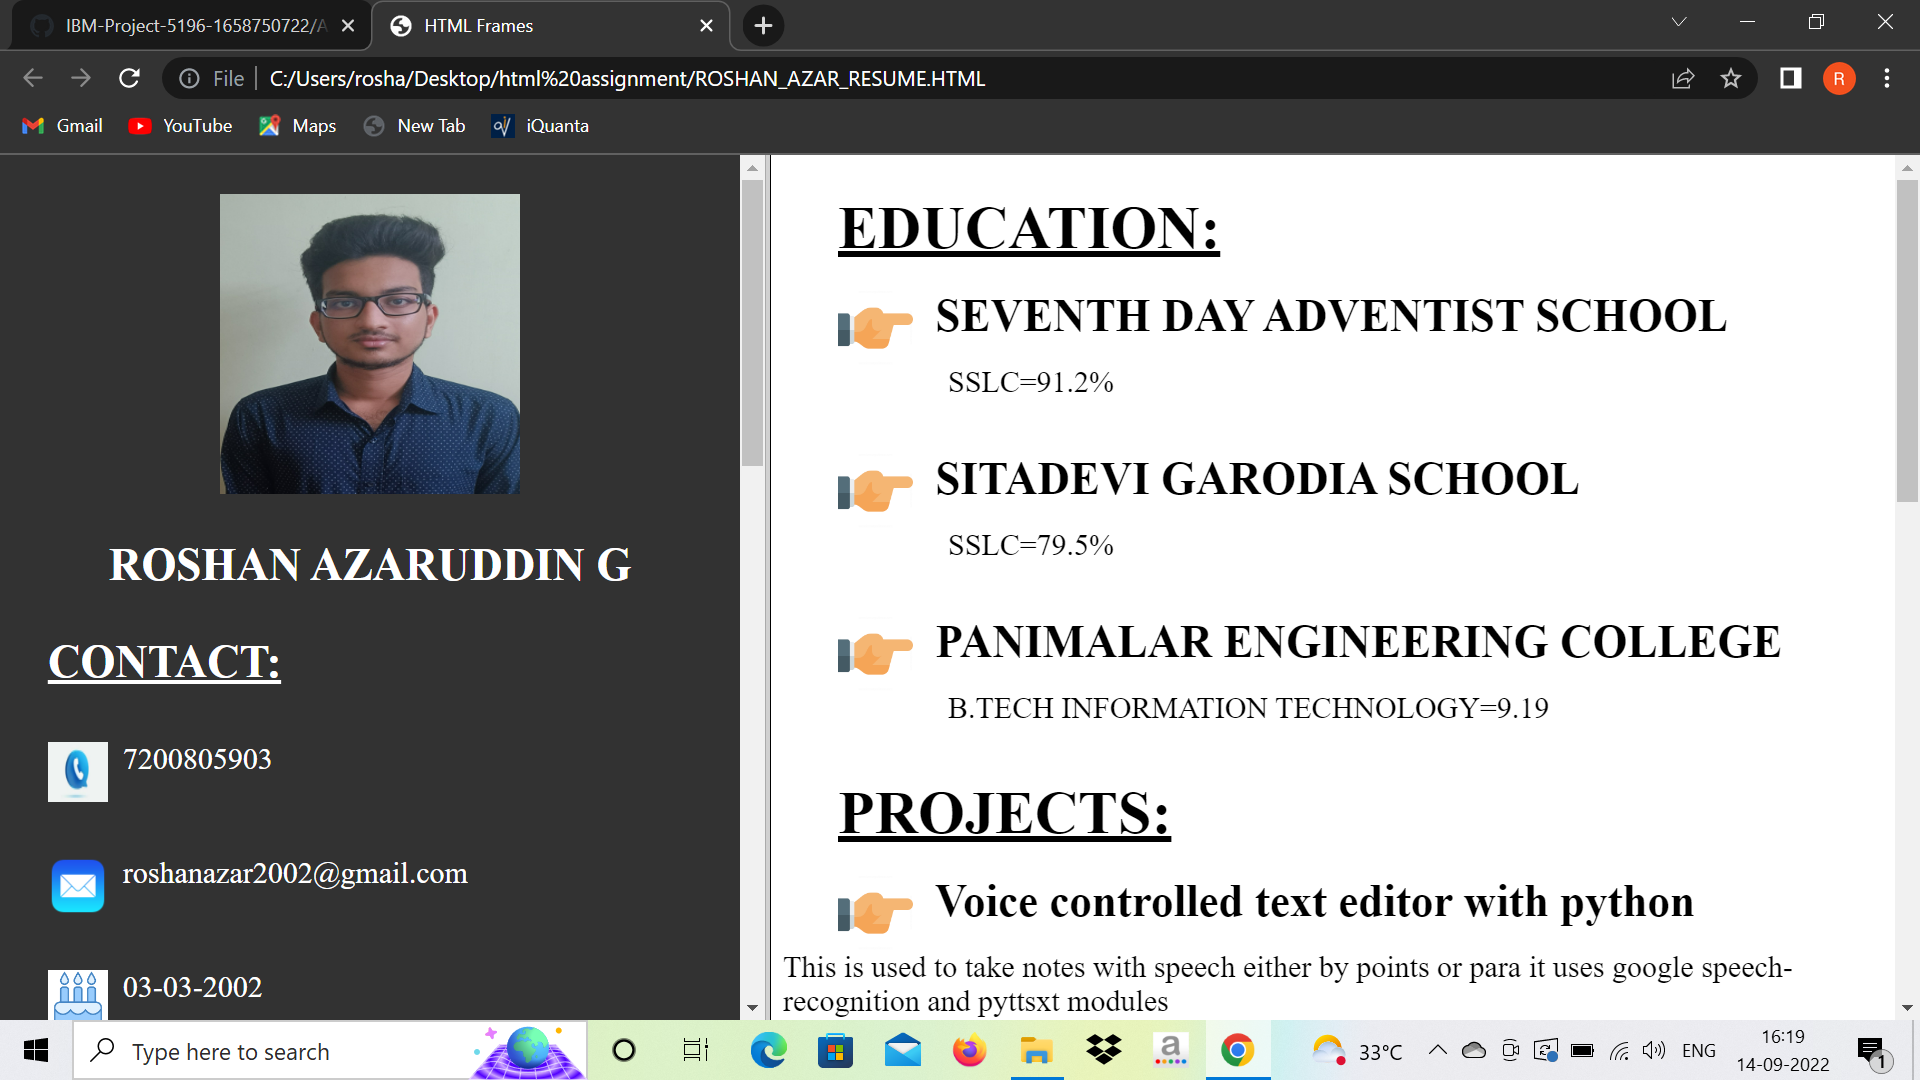 IBM-Project-5196-1658750722/A
HTML Frames
File
C:/Users/rosha/Desktop/html%20assignment/ROSHAN_AZAR_RESUME.HTML
R
Gmail
YouTube
Maps
New Tab
iQuanta
ROSHAN AZARUDDIN G
CONTACT:
7200805903
roshanazar2002@gmail.com
03-03-2002
EDUCATION:
SEVENTH DAY ADVENTIST SCHOOL
SSLC=91.2%
SITADEVI GARODIA SCHOOL
SSLC=79.5%
PANIMALAR ENGINEERING COLLEGE
B.TECH INFORMATION TECHNOLOGY=9.19
PROJECTS:
Voice controlled text editor with python
This is used to take notes with speech either by points or para it uses google speech-
recognition and pyttsxt modules
Type here to search
a
33°C
ENG
16:19
14-09-2022
1